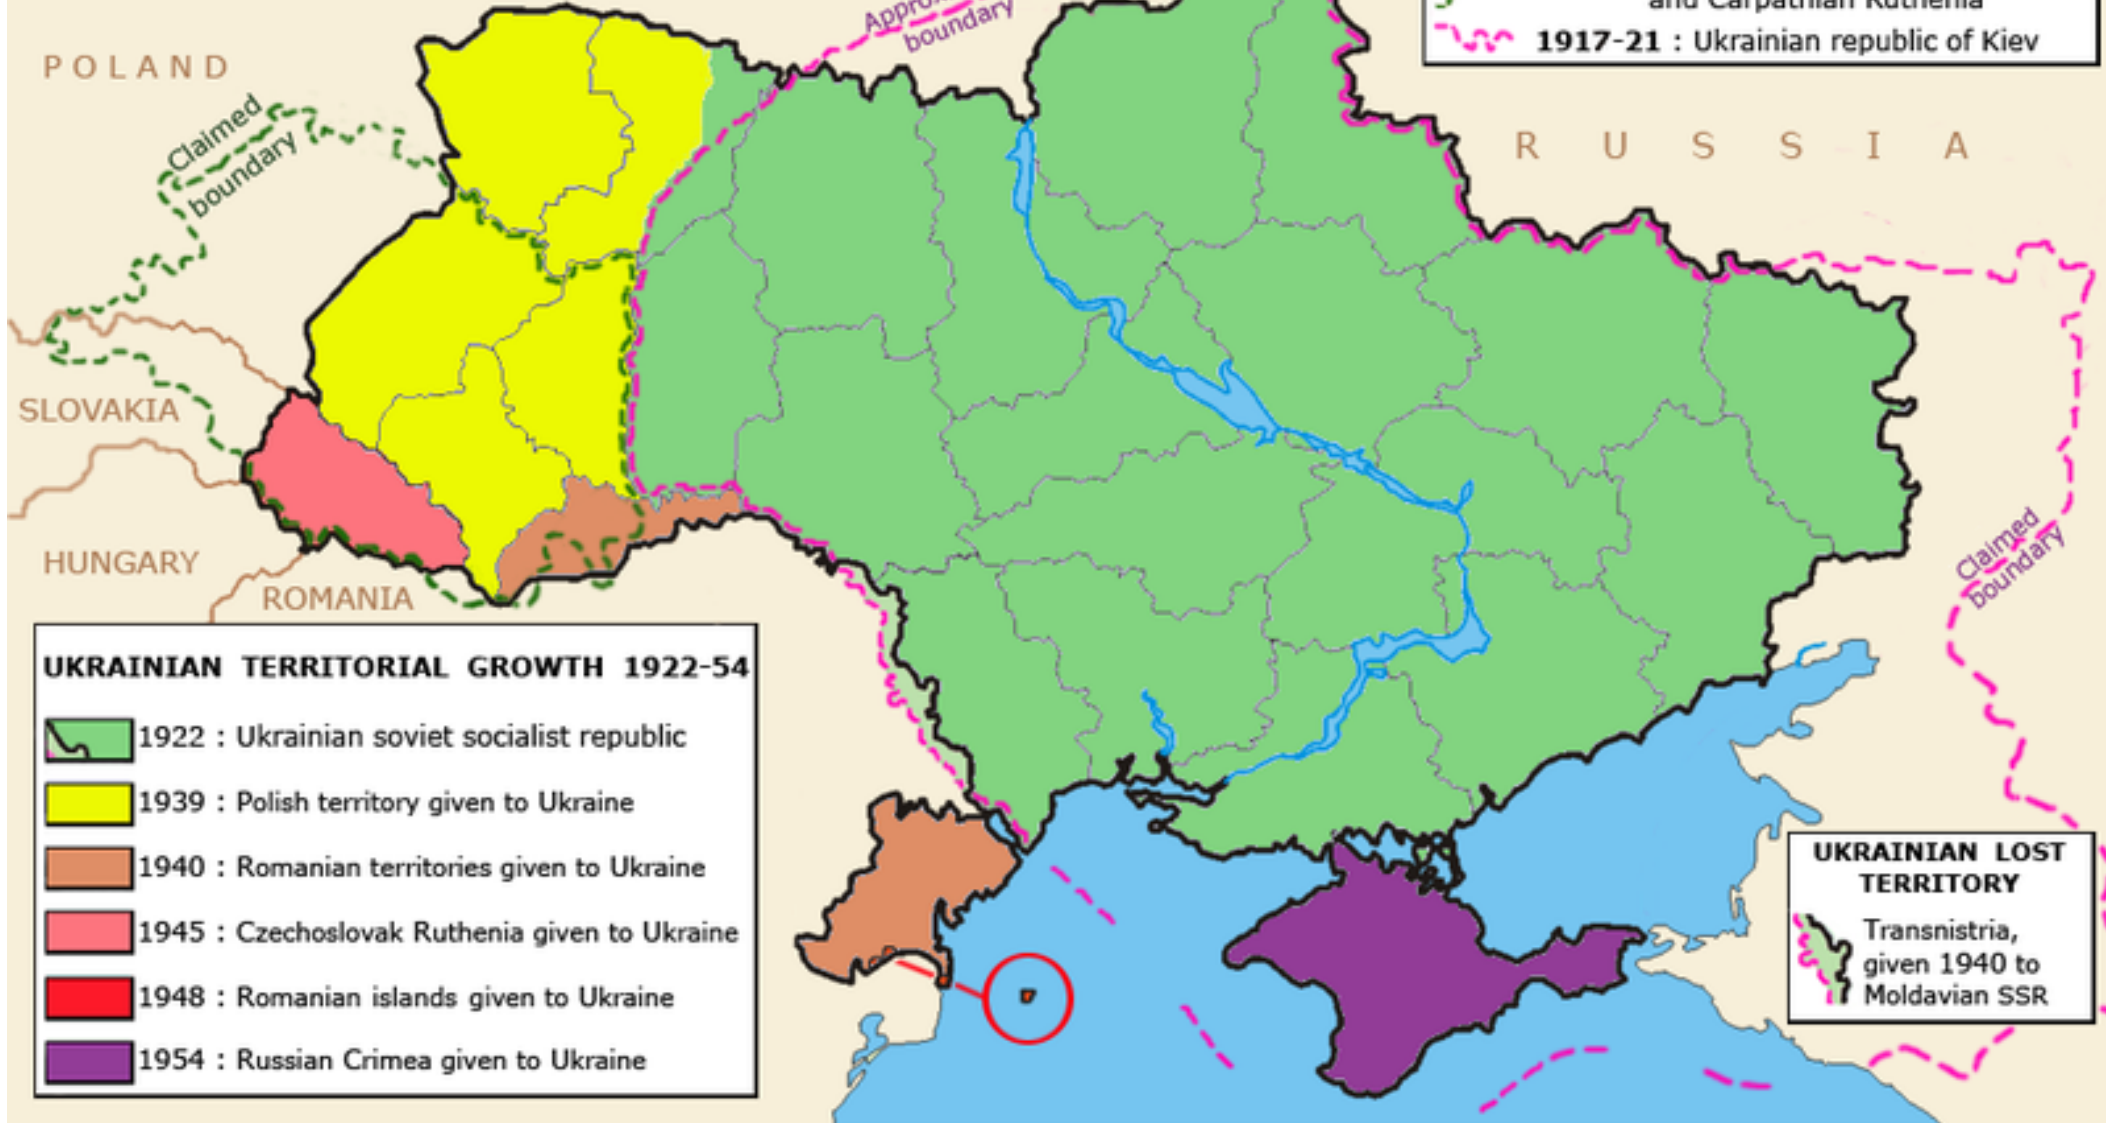 and Carpathian Ruthenia
1917-21 : Ukrainian republic of Kiev
boundary
POLAND
Claimed
boundary
RUSSIA
SLOVAKIA
HUNGARY
ROMANIA
Claimed
boundary
UKRAINIAN TERRITORIAL GROWTH 1922-54
1922 : Ukrainian soviet socialist republic
1939 : Polish territory given to Ukraine
1940 : Romanian territories given to Ukraine
1945 : Czechoslovak Ruthenia given to Ukraine
1948 : Romanian islands given to Ukraine
1954 : Russian Crimea given to Ukraine
UKRAINIAN LOST
TERRITORY
Transnistria,
given 1940 to
Moldavian SSR